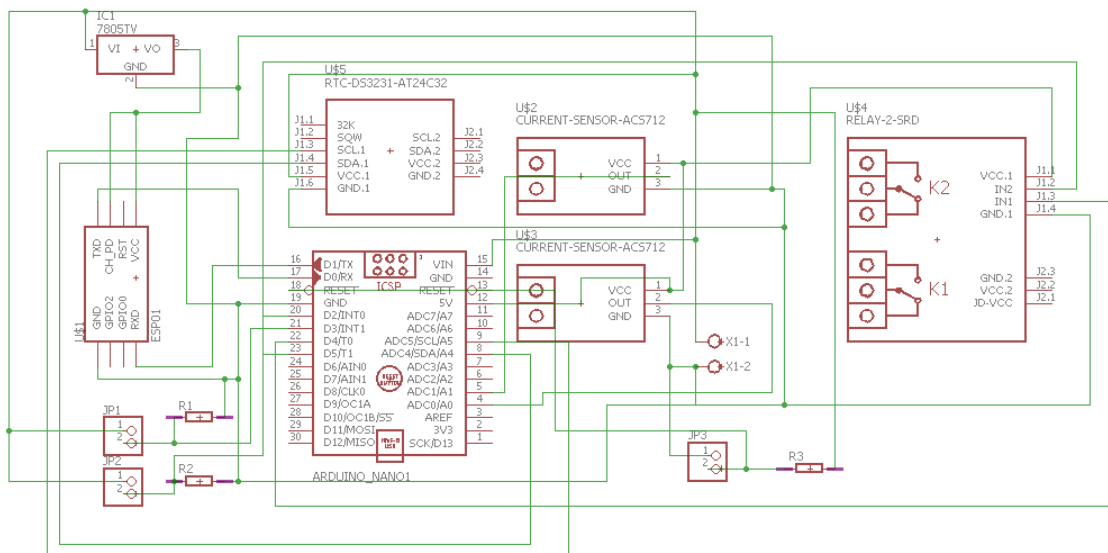 IC1
7805TV
1 VI VO 3
GND
2
U$5
RTC-DS3231-AT24C32
J1.1 32K
J1.2 SQW SCL.2 J2.1
J1.3 SCL.1 SDA.2 J2.2
J1.4 SDA.1 VCC.2 J2.3
J1.5 VCC.1 GND.2 J2.4
J1.6 GND.1
U$2
CURRENT-SENSOR-ACS712
VCC 1
OUT 2
GND 3
U$4
RELAY-2-SRD
K2
VCC.1 J1.1
IN2 J1.2
IN1 J1.3
GND.1 J1.4
K1
GND.2 J2.3
VCC.2 J2.2
JD-VCC J2.1
TXD CH_PD RST VCC
GND GPIO2 GPIO0 RXD
U$1
ESP01
16 D1/TX VIN 15
17 D0/RX GND 14
18 RESET RESET 13
19 GND 5V 12
20 D2/INT0 ADC7/A7 11
21 D3/INT1 ADC6/A6 10
22 D4/T0 ADC5/SCL/A5 9
23 D5/T1 ADC4/SDA/A4 8
24 D6/AIN0 ADC3/A3 7
25 D7/AIN1 ADC2/A2 6
26 D8/CLK0 ADC1/A1 5
27 D9/OC1A ADC0/A0 4
28 D10/OC1B/SS AREF 3
29 D11/MOSI 3V3 2
30 D12/MISO SCK/D13 1
ICSP
1
ARDUINO_NANO1
U$3
CURRENT-SENSOR-ACS712
VCC 1
OUT 2
GND 3
X1-1
X1-2
JP1
1
2
R1
JP2
1
2
R2
JP3
1
2
R3